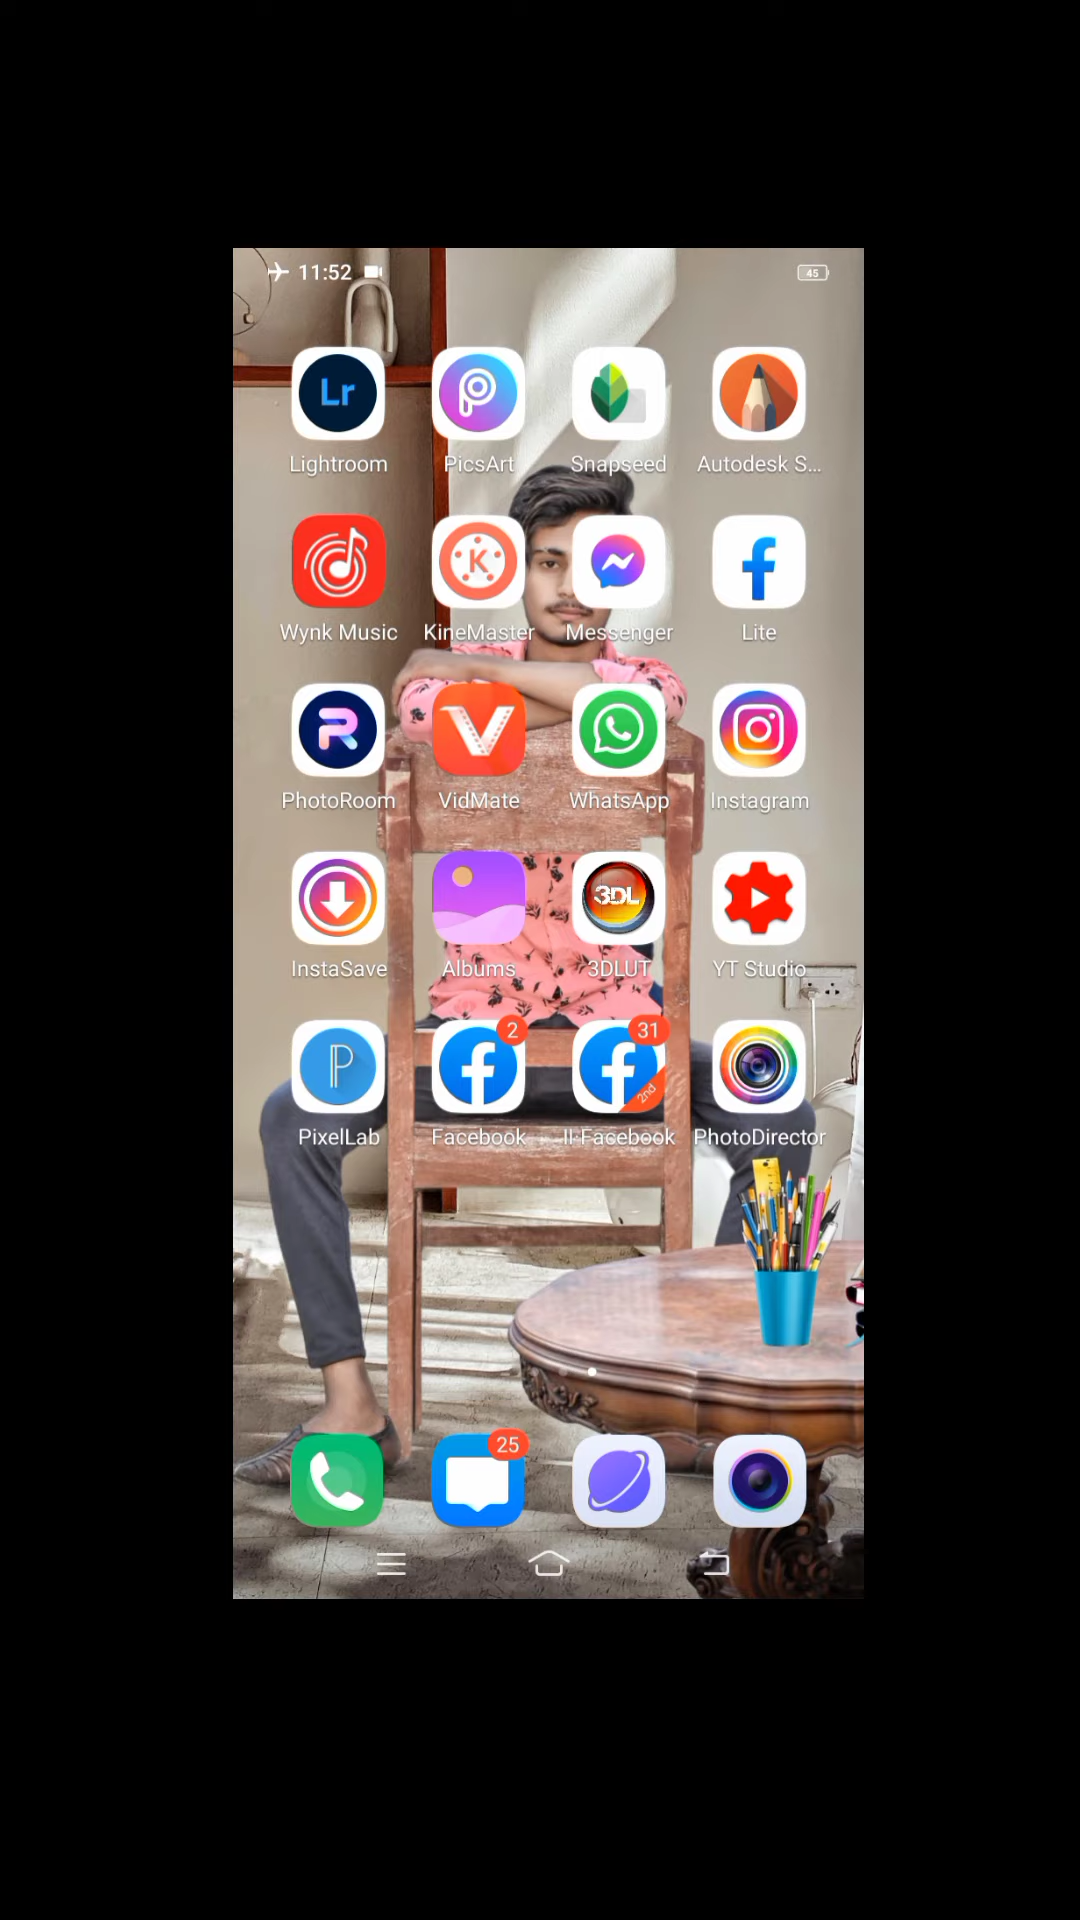 11:52
45
Lr
Lightroom
PicsArt
Snapseed
Autodesk S...
K
Wynk Music
KineMaster
Messenger
Lite
R
V
PhotoRoom
VidMate
WhatsApp
Instagram
3DL
InstaSave
Albums
3DLUT
YT Studio
P
2
31
2nd
PixelLab
Facebook
II·Facebook
PhotoDirector
25